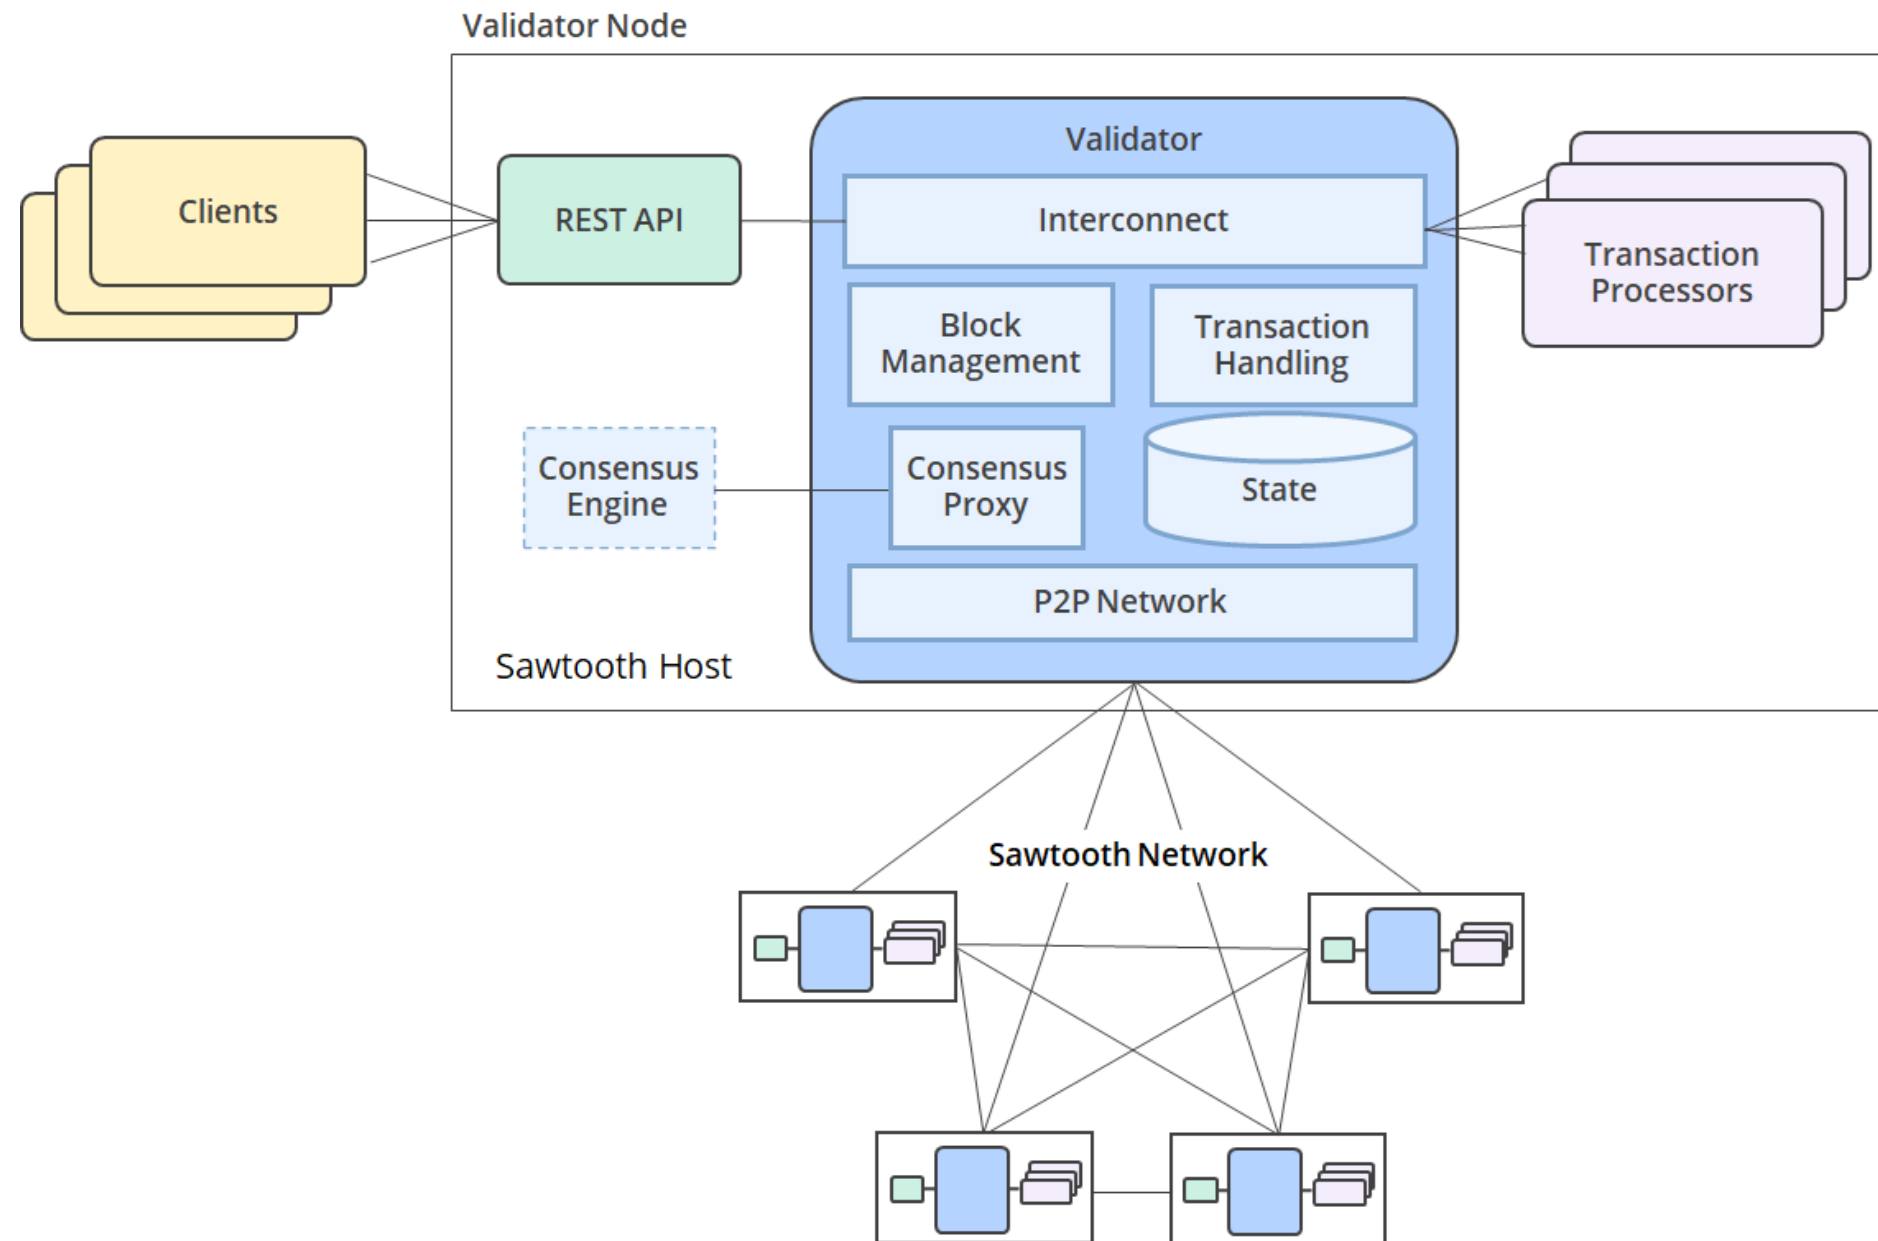 Validator Node
Validator
Clients
REST API
Interconnect
Transaction
Processors
Block
Management
Transaction
Handling
Consensus
Engine
Consensus
Proxy
State
P2P Network
Sawtooth Host
Sawtooth Network